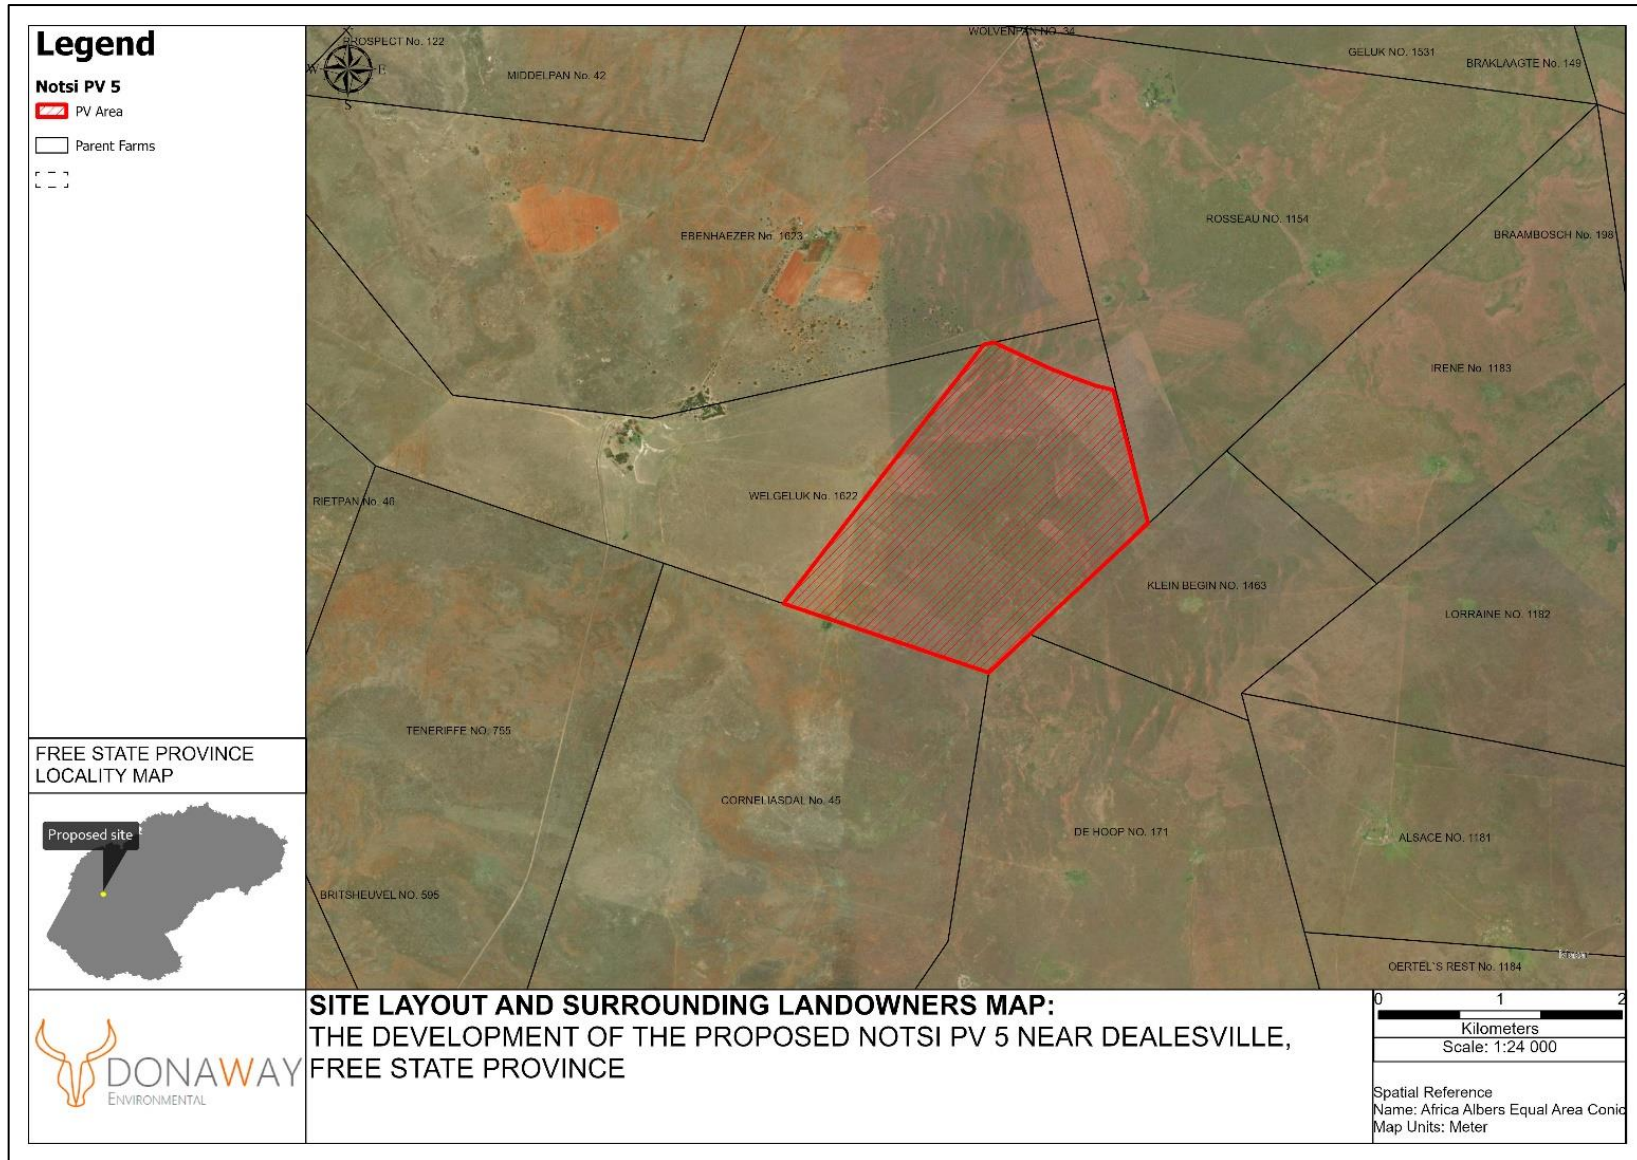 Legend
Notsi PV 5
PV Area
Parent Farms
N
W
E
S
PROSPECT No. 122
MIDDELPAN No. 42
WOLVENPAN NO. 34
GELUK NO. 1531
BRAKLAAGTE No. 149
EBENHAEZER No. 1623
ROSSEAU NO. 1154
BRAAMBOSCH No. 198
IRENE No. 1183
RIETPAN No. 46
WELGELUK No. 1622
KLEIN BEGIN NO. 1463
LORRAINE NO. 1182
TENERIFFE NO. 755
CORNELIASDAL No. 45
DE HOOP NO. 171
ALSACE NO. 1181
BRITSHEUVEL NO. 595
OERTEL'S REST No. 1184
FREE STATE PROVINCE
LOCALITY MAP
Proposed site
DONAWAY
ENVIRONMENTAL
SITE LAYOUT AND SURROUNDING LANDOWNERS MAP:
THE DEVELOPMENT OF THE PROPOSED NOTSI PV 5 NEAR DEALESVILLE,
FREE STATE PROVINCE
0 1 2
Kilometers
Scale: 1:24 000
Spatial Reference
Name: Africa Albers Equal Area Conic
Map Units: Meter